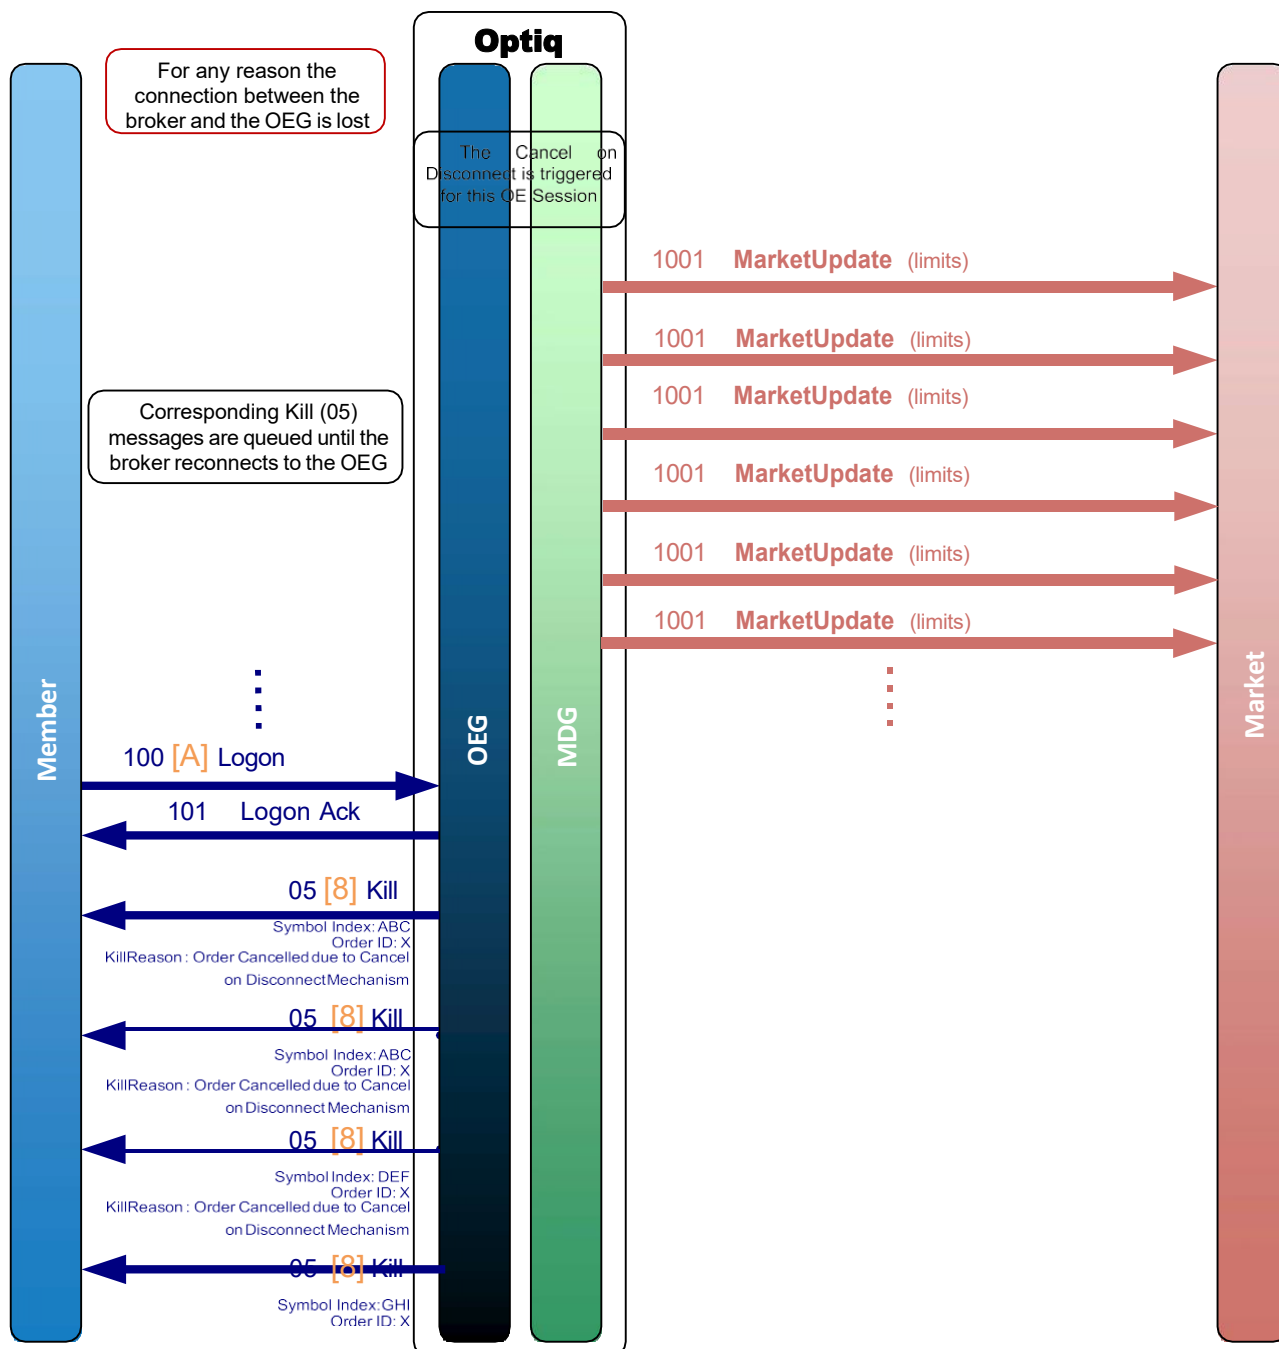 Optiq
For any reason the
connection between the
broker and the OEG is lost
The Cancel on
Disconnect is triggered
for this OE Session
1001 MarketUpdate (limits)
1001 MarketUpdate (limits)
1001 MarketUpdate (limits)
1001 MarketUpdate (limits)
1001 MarketUpdate (limits)
1001 MarketUpdate (limits)
Corresponding Kill (05)
messages are queued until the
broker reconnects to the OEG
Member
OEG
MDG
Market
100 [A] Logon
101 Logon Ack
05 [8] Kill
Symbol Index: ABC
Order ID: X
KillReason : Order Cancelled due to Cancel
on Disconnect Mechanism
05 [8] Kill
Symbol Index: ABC
Order ID: X
KillReason : Order Cancelled due to Cancel
on Disconnect Mechanism
05 [8] Kill
Symbol Index: DEF
Order ID: X
KillReason : Order Cancelled due to Cancel
on Disconnect Mechanism
05 [8] Kill
Symbol Index: GHI
Order ID: X